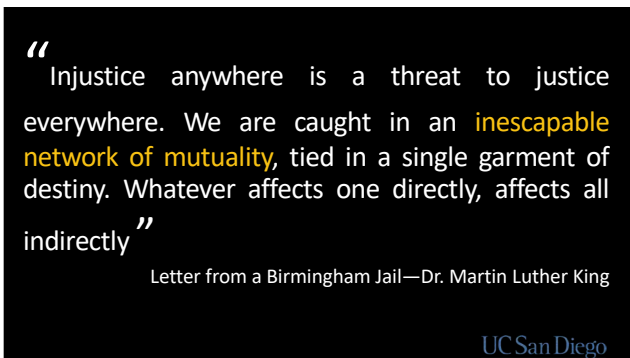 “Injustice anywhere is a threat to justice
everywhere. We are caught in an inescapable
network of mutuality, tied in a single garment of
destiny. Whatever affects one directly, affects all
indirectly”
Letter from a Birmingham Jail—Dr. Martin Luther King
UC San Diego